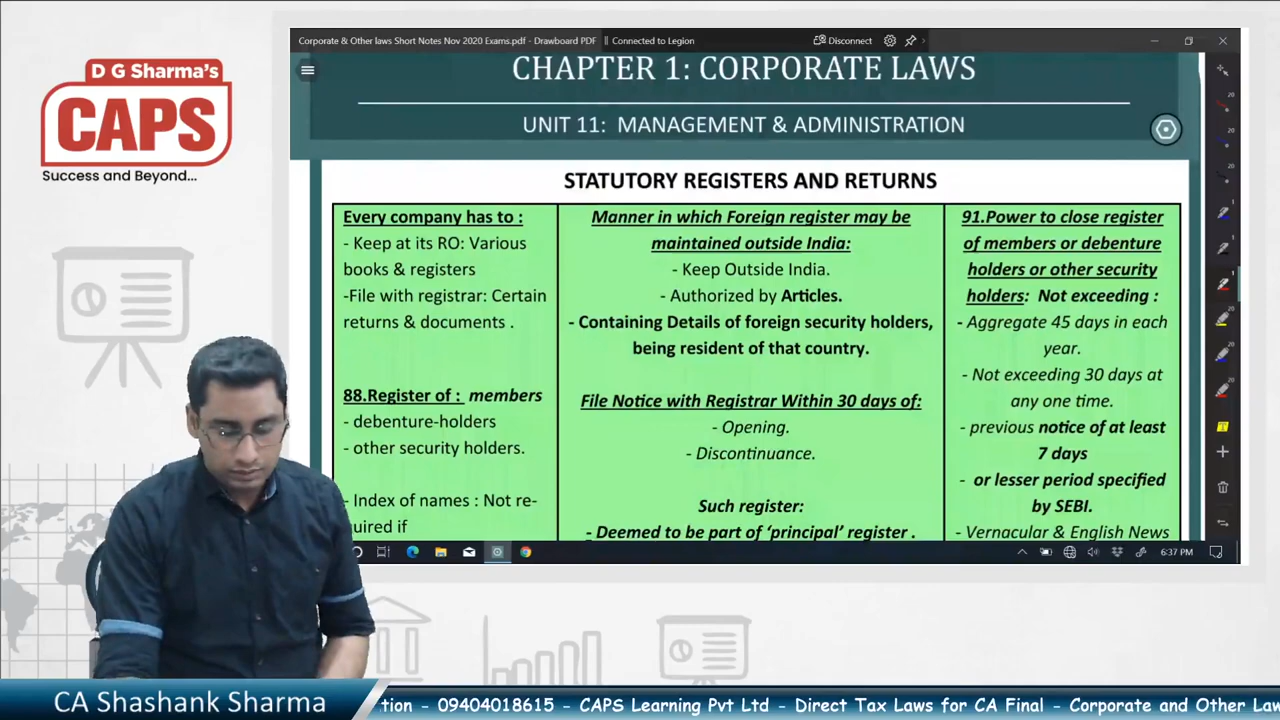 D G Sharma's
CAPS
Success and Beyond...
Corporate & Other laws Short Notes Nov 2020 Exams.pdf - Drawboard PDF
Connected to Legion
Disconnect
CHAPTER 1: CORPORATE LAWS
UNIT 11: MANAGEMENT & ADMINISTRATION
STATUTORY REGISTERS AND RETURNS
Every company has to :
- Keep at its RO: Various
books & registers
-File with registrar: Certain
returns & documents .
88.Register of : members
- debenture-holders
- other security holders.
- Index of names : Not re-
quired if
Manner in which Foreign register may be
maintained outside India:
- Keep Outside India.
- Authorized by Articles.
- Containing Details of foreign security holders,
being resident of that country.
File Notice with Registrar Within 30 days of:
- Opening.
- Discontinuance.
Such register:
- Deemed to be part of 'principal' register .
91.Power to close register
of members or debenture
holders or other security
holders: Not exceeding :
- Aggregate 45 days in each
year.
- Not exceeding 30 days at
any one time.
- previous notice of at least
7 days
- or lesser period specified
by SEBI.
- Vernacular & English News
6:37 PM
CA Shashank Sharma
tion - 09404018615 - CAPS Learning Pvt Ltd - Direct Tax Laws for CA Final - Corporate and Other Law